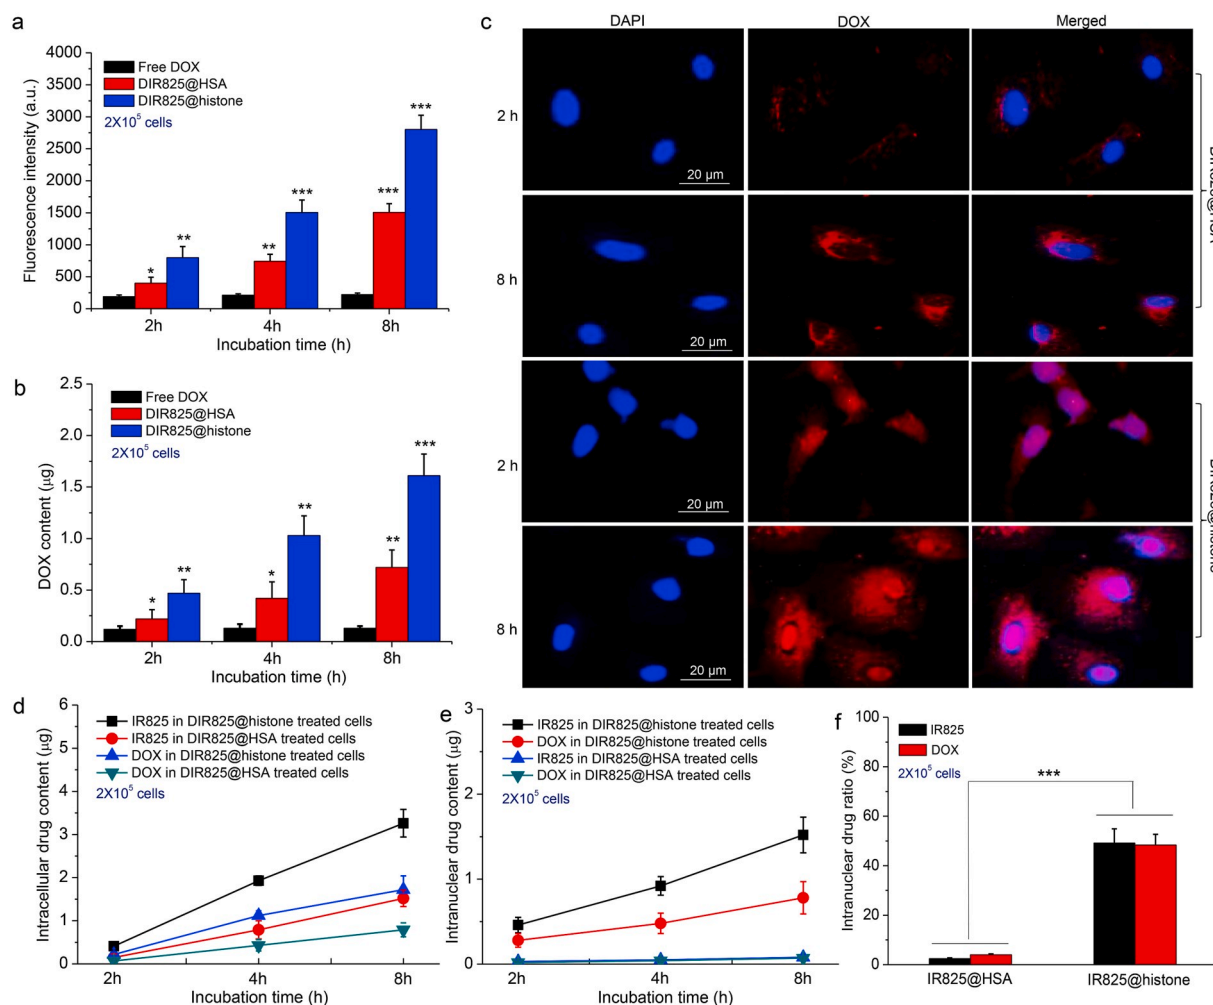 a
4000
3500
3000
2500
2000
1500
1000
500
0
Fluorescence intensity (a.u.)
Free DOX
DIR825@HSA
DIR825@histone
2X10⁵ cells
*
**
**
***
***
***
2h
4h
8h
Incubation time (h)
b
2.5
2.0
1.5
1.0
0.5
0.0
DOX content (μg)
Free DOX
DIR825@HSA
DIR825@histone
2X10⁵ cells
*
**
*
**
**
***
2h
4h
8h
Incubation time (h)
c
DAPI
DOX
Merged
2 h
20 μm
8 h
20 μm
2 h
20 μm
8 h
20 μm
d
6
5
4
3
2
1
0
Intracellular drug content (μg)
IR825 in DIR825@histone treated cells
IR825 in DIR825@HSA treated cells
DOX in DIR825@histone treated cells
DOX in DIR825@HSA treated cells
2X10⁵ cells
2h
4h
8h
Incubation time (h)
e
3
2
1
0
Intranuclear drug content (μg)
IR825 in DIR825@histone treated cells
DOX in DIR825@histone treated cells
IR825 in DIR825@HSA treated cells
DOX in DIR825@HSA treated cells
2X10⁵ cells
2h
4h
8h
Incubation time (h)
f
100
80
60
40
20
0
Intranuclear drug ratio (%)
IR825
DOX
2X10⁵ cells
***
IR825@HSA
IR825@histone